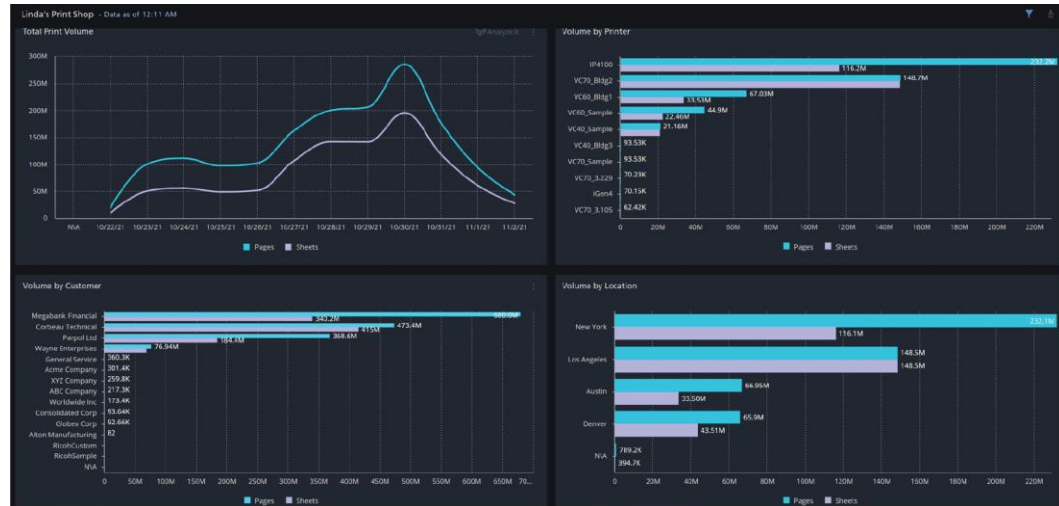 Linda's Print Shop - Data as of 12:11 AM
Total Print Volume
Analyze It
300M
250M
200M
150M
100M
50M
0
N\A 10/22/21 10/23/21 10/24/21 10/25/21 10/26/21 10/27/21 10/28/21 10/29/21 10/30/21 10/31/21 11/1/21 11/2/21
Pages Sheets
Volume by Printer
IP4100 232.2M
116.2M
VC70_Bldg2 148.7M
VC60_Bldg1 67.03M
33.53M
VC60_Sample 44.9M
22.46M
VC40_Sample 21.16M
VC40_Bldg3 93.53K
VC70_Sample 93.53K
VC70_3.229 70.23K
iGen4 70.15K
VC70_3.105 62.42K
0 20M 40M 60M 80M 100M 120M 140M 160M 180M 200M 220M
Pages Sheets
Volume by Customer
Megabank Financial
340.2M
Corbeau Technical 473.4M
415M
Parpul Ltd 368.6M
184.4M
Wayne Enterprises 76.94M
General Service 360.3K
Acme Company 301.4K
XYZ Company 259.8K
ABC Company 217.3K
Worldwide Inc 173.4K
Consolidated Corp 93.64K
Globex Corp 62.66K
Alton Manufacturing 82
RicohCustom
RicohSample
N\A
0 50M 100M 150M 200M 250M 300M 350M 400M 450M 500M 550M 600M 650M 70...
Pages Sheets
Volume by Location
New York 232.1M
116.1M
Los Angeles 148.5M
148.5M
Austin 66.95M
33.50M
Denver 65.9M
43.51M
N\A 789.2K
394.7K
0 20M 40M 60M 80M 100M 120M 140M 160M 180M 200M 220M
Pages Sheets